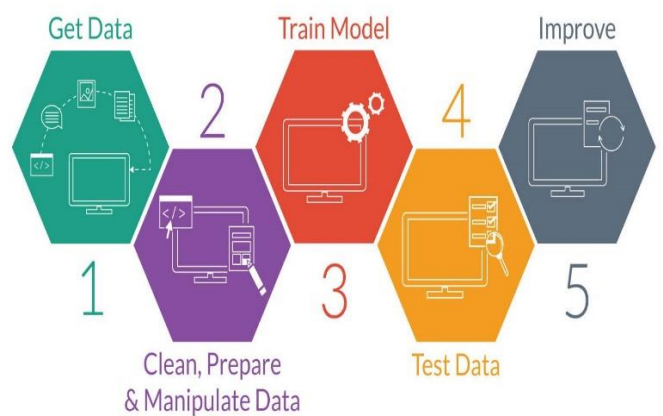 Get Data
1
2
Clean, Prepare
& Manipulate Data
</>
</>
Train Model
3
4
Test Data
Improve
5